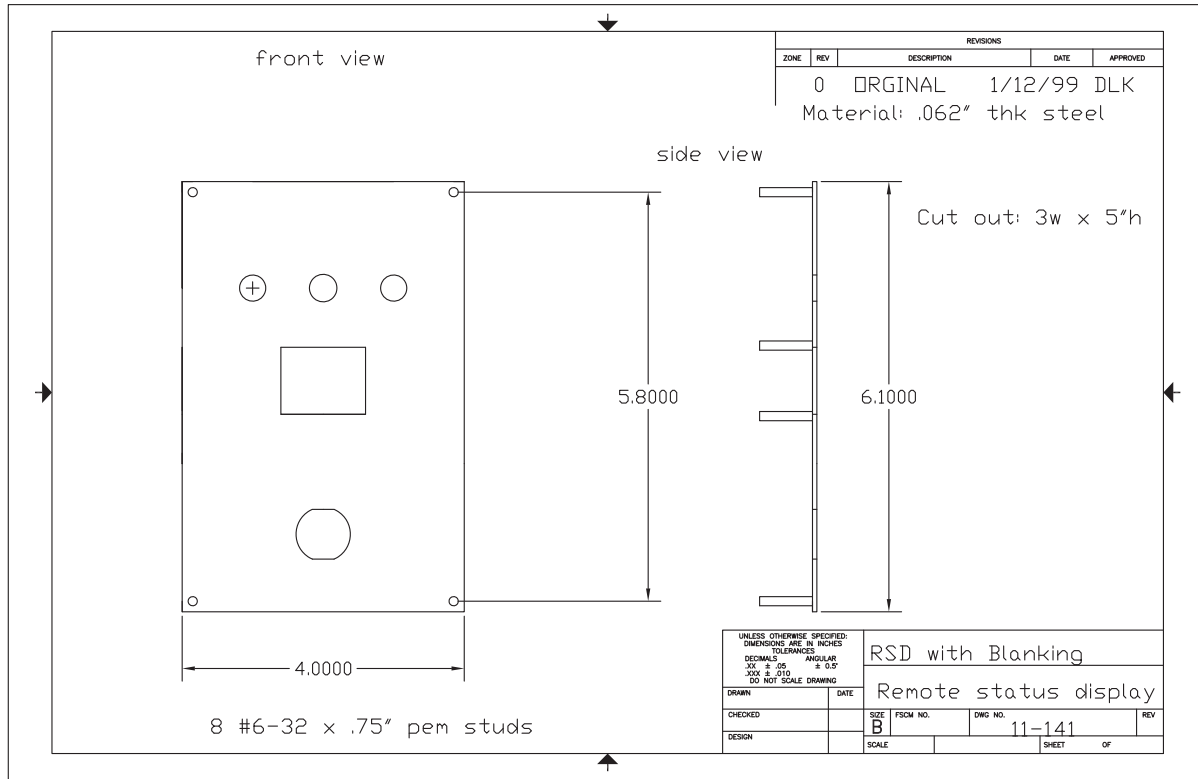 front view
REVISIONS
ZONE REV DESCRIPTION DATE APPROVED
0 ORGINAL 1/12/99 DLK
Material: .062" thk steel
side view
Cut out: 3w x 5"h
5.8000
6.1000
4.0000
8 #6-32 x .75" pem studs
UNLESS OTHERWISE SPECIFIED:
DIMENSIONS ARE IN INCHES
TOLERANCES
DECIMALS ANGULAR
.XX ± .05 ± 0.5°
.XXX ± .010
DO NOT SCALE DRAWING
DRAWN DATE
CHECKED
DESIGN
RSD with Blanking
Remote status display
SIZE FSCM NO. DWG NO. REV
B 11-141
SCALE SHEET OF